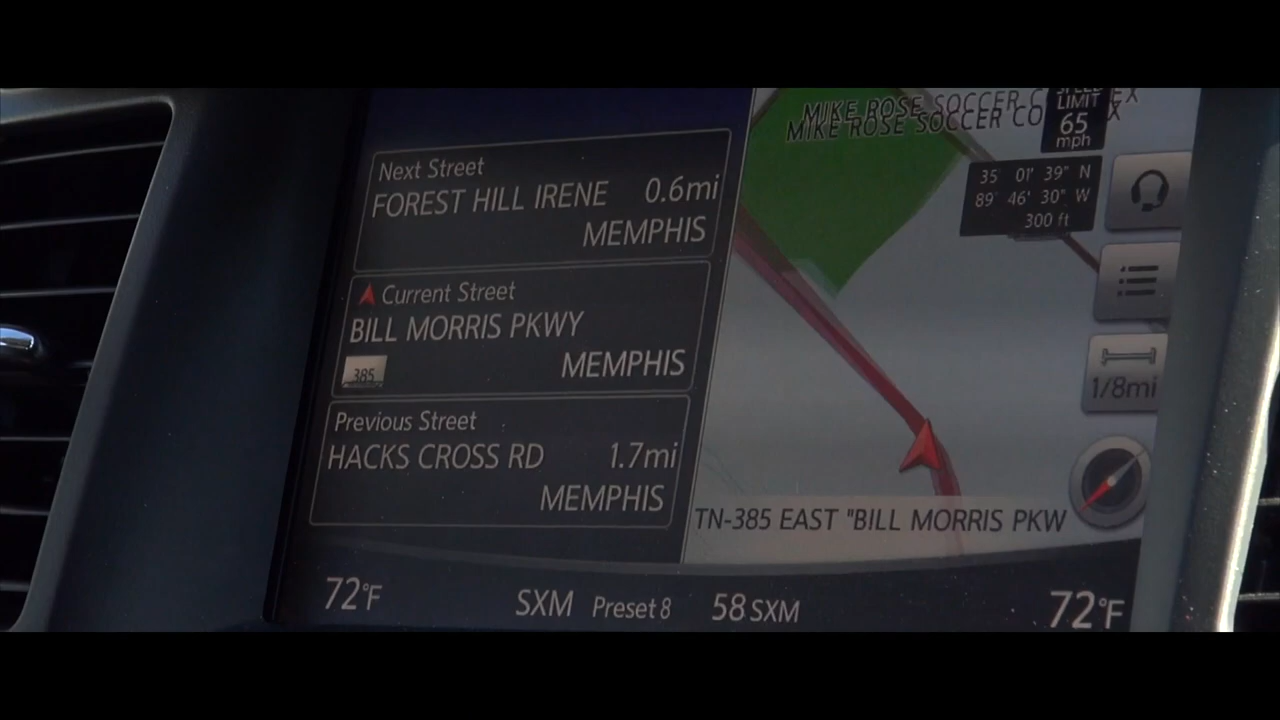 Next Street
FOREST HILL IRENE 0.6mi
MEMPHIS
Current Street
BILL MORRIS PKWY
385
MEMPHIS
Previous Street
HACKS CROSS RD 1.7mi
MEMPHIS
MIKE ROSE SOCCER
MIKE ROSE SOCCER CO
SPEED
LIMIT
65
mph
35 01' 39" N
89 46' 30" W
300 ft
1/8mi
TN-385 EAST "BILL MORRIS PKW
72°F SXM Preset 8 58 SXM 72°F